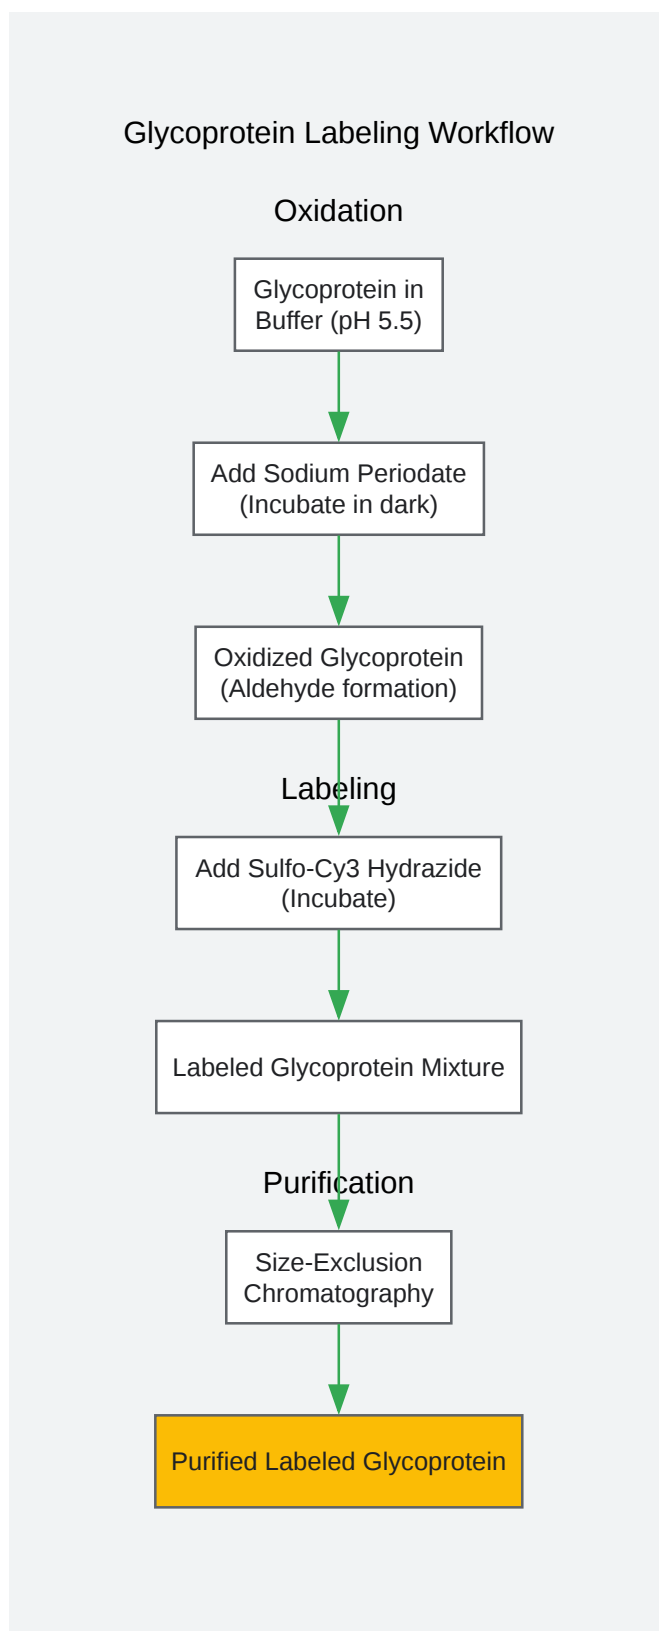 Glycoprotein Labeling Workflow
Oxidation
Glycoprotein in
Buffer (pH 5.5)
Add Sodium Periodate
(Incubate in dark)
Oxidized Glycoprotein
(Aldehyde formation)
Labeling
Add Sulfo-Cy3 Hydrazide
(Incubate)
Labeled Glycoprotein Mixture
Purification
Size-Exclusion
Chromatography
Purified Labeled Glycoprotein